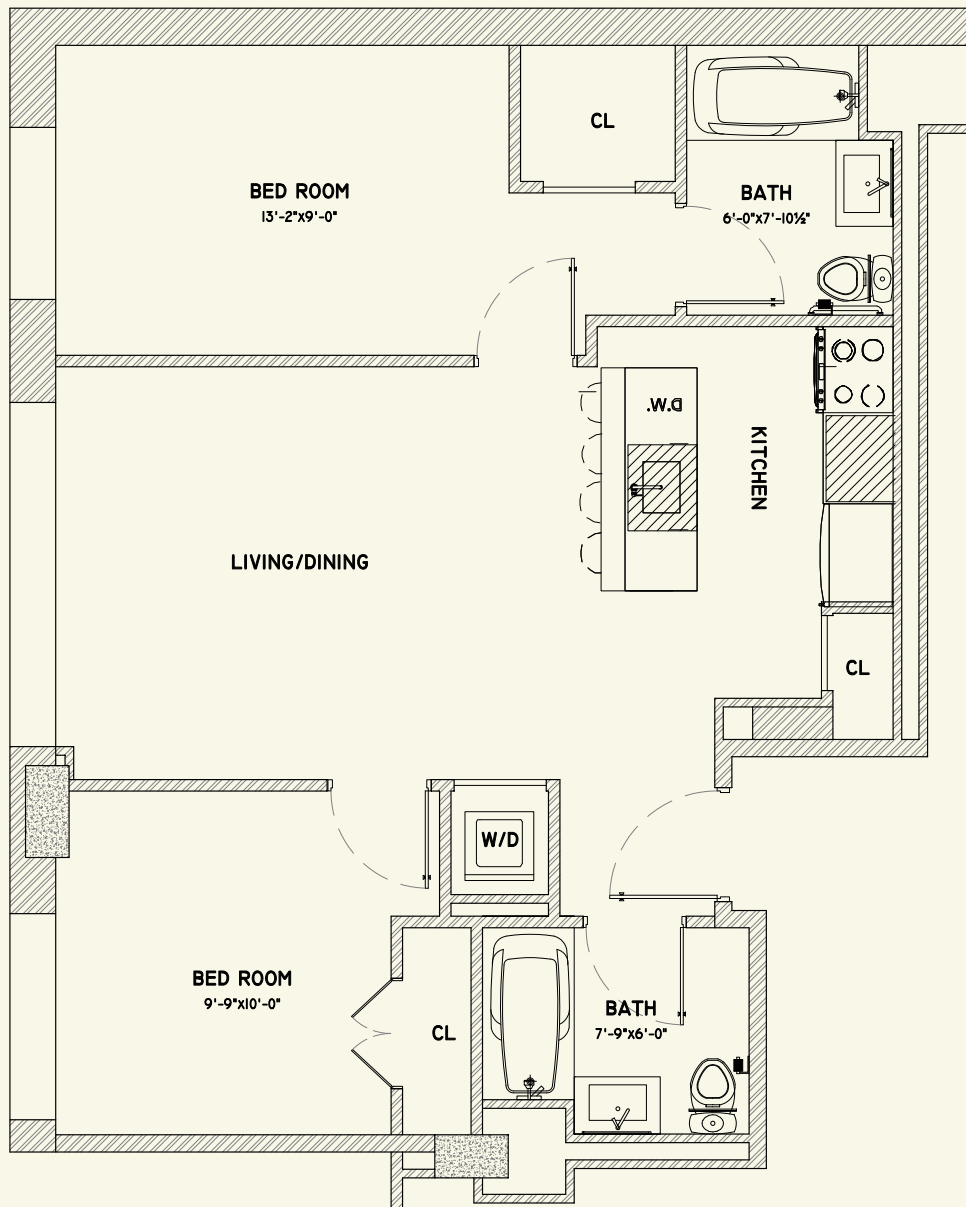 CL
BED ROOM
13'-2"x9'-0"
BATH
6'-0"x7'-10½"
D.W.
KITCHEN
LIVING/DINING
CL
W/D
BED ROOM
9'-9"x10'-0"
CL
BATH
7'-9"x6'-0"